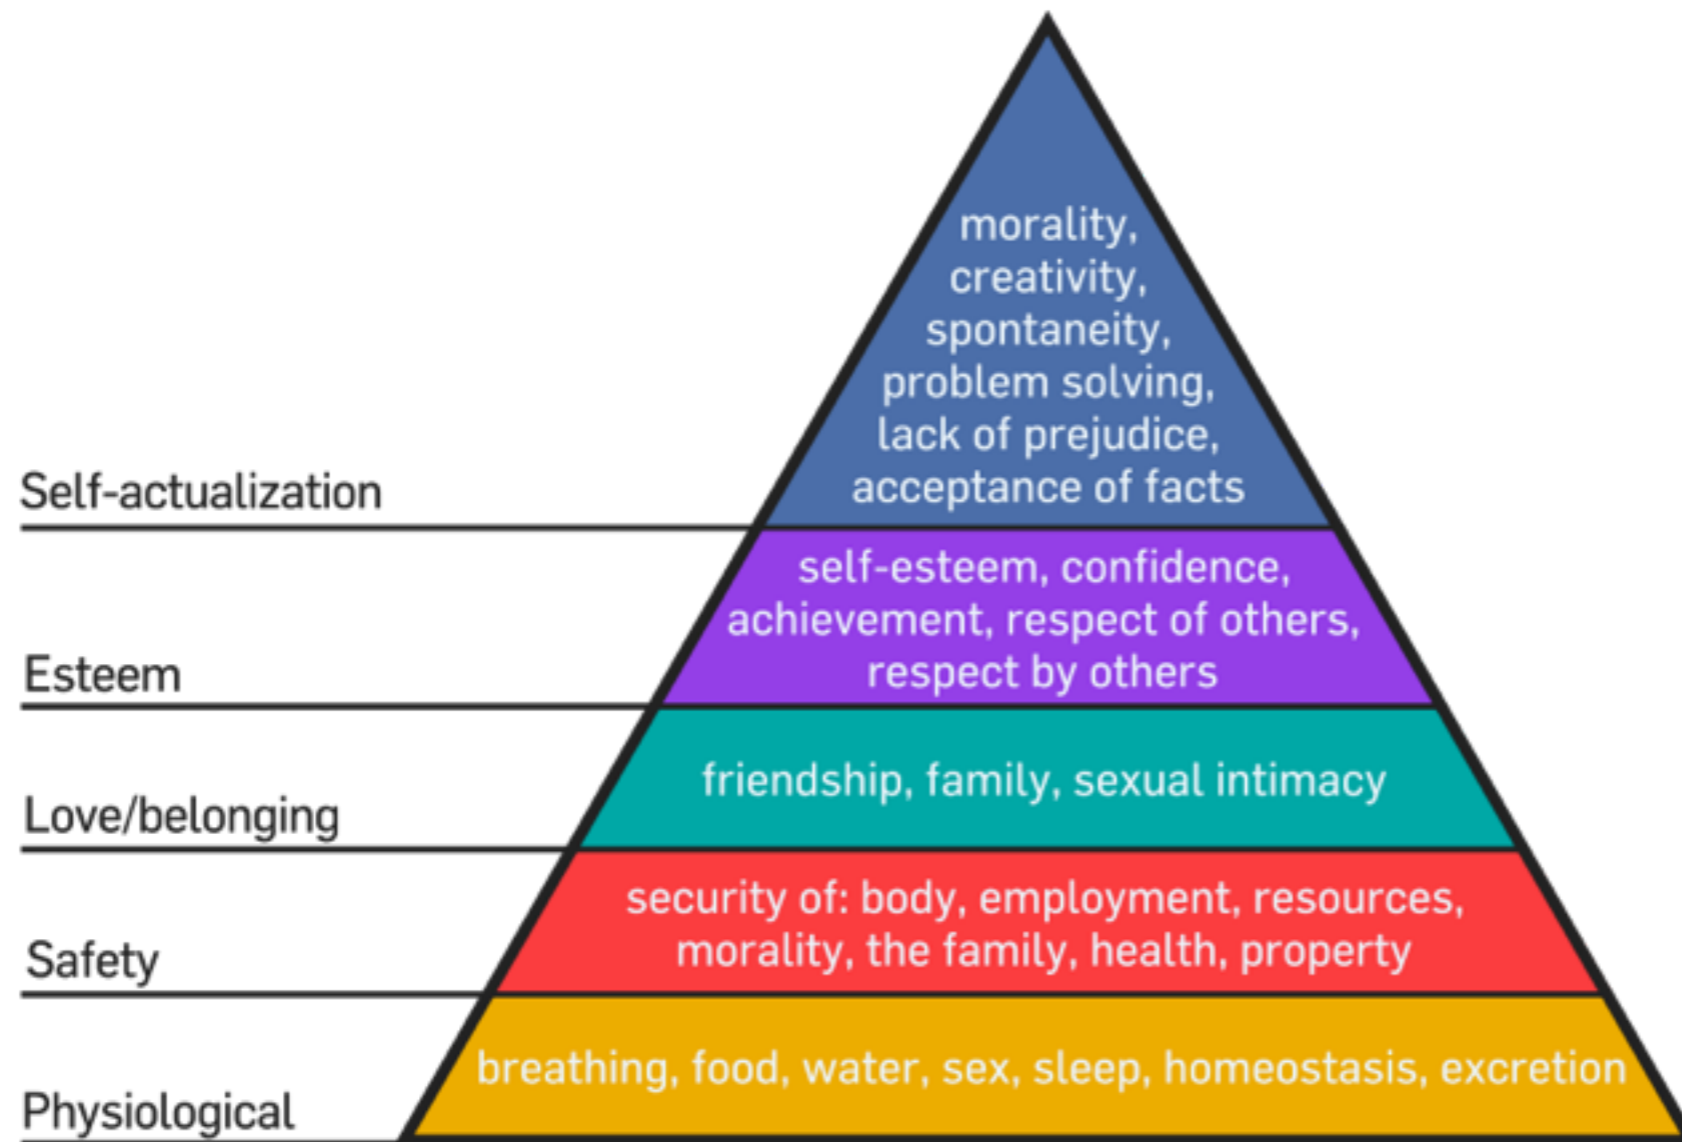 morality,
creativity,
spontaneity,
problem solving,
lack of prejudice,
acceptance of facts
Self-actualization
self-esteem, confidence,
achievement, respect of others,
respect by others
Esteem
friendship, family, sexual intimacy
Love/belonging
security of: body, employment, resources,
morality, the family, health, property
Safety
breathing, food, water, sex, sleep, homeostasis, excretion
Physiological